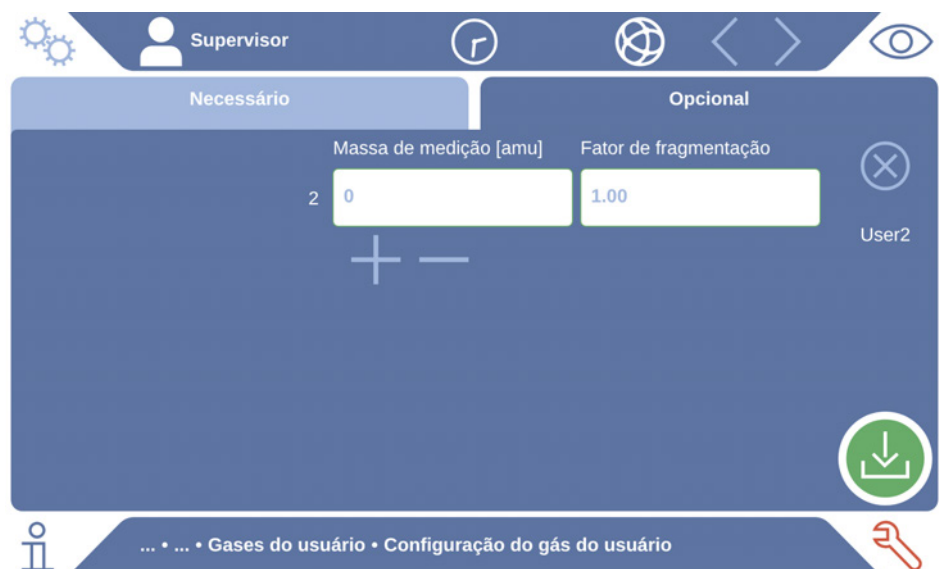 Supervisor
Necessário
Opcional
Massa de medição [amu]
Fator de fragmentação
2
0
1.00
User2
... • ... • Gases do usuário • Configuração do gás do usuário